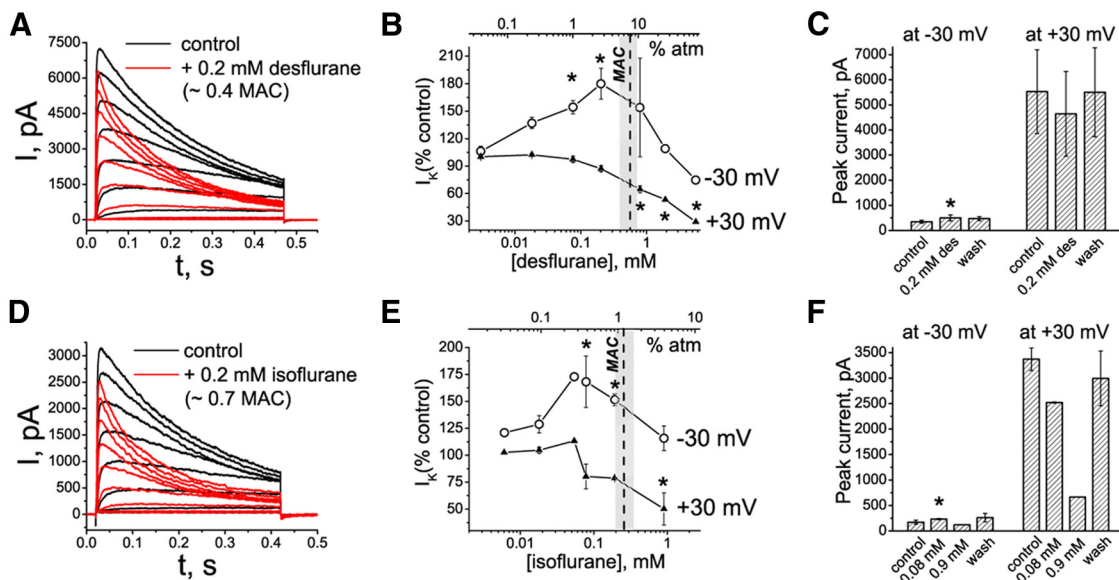 A
7500
6000
4500
3000
1500
0
I, pA
control
+ 0.2 mM desflurane
(~ 0.4 MAC)
0.0 0.1 0.2 0.3 0.4 0.5
t, s
B
0.1 1 10
% atm
MAC
210
180
150
120
90
60
30
I_K(% control)
* * * * *
-30 mV
+30 mV
0.01 0.1 1
[desflurane], mM
C
at -30 mV at +30 mV
7000
6000
5000
4000
3000
2000
1000
0
Peak current, pA
*
control 0.2 mM des wash control 0.2 mM des wash
D
3000
2500
2000
1500
1000
500
0
I, pA
control
+ 0.2 mM isoflurane
(~ 0.7 MAC)
0.0 0.1 0.2 0.3 0.4 0.5
t, s
E
0.1 1 10
% atm
MAC
200
175
150
125
100
75
50
I_K(% control)
* * *
-30 mV
+30 mV
0.01 0.1 1
[isoflurane], mM
F
at -30 mV at +30 mV
3500
3000
2500
2000
1500
1000
500
0
Peak current, pA
*
control 0.08 mM 0.9 mM wash control 0.08 mM 0.9 mM wash